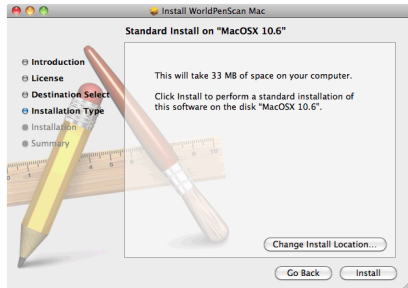 Install WorldPenScan Mac
Standard Install on "MacOSX 10.6"
Introduction
License
Destination Select
Installation Type
Installation
Summary
This will take 33 MB of space on your computer.
Click Install to perform a standard installation of
this software on the disk "MacOSX 10.6".
Change Install Location...
Go Back
Install